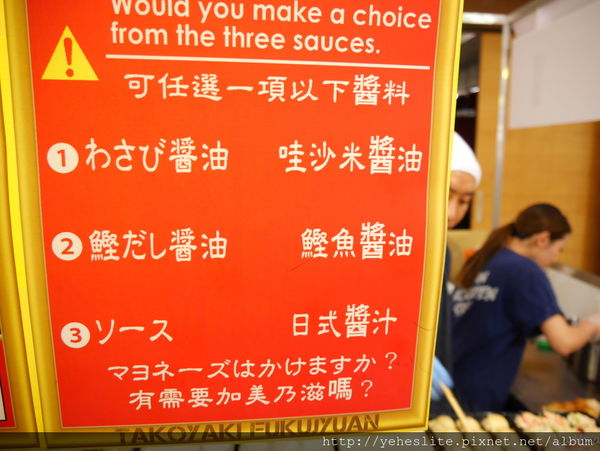 Would you make a choice
from the three sauces.
可任選一項以下醬料
1 わさび醬油 哇沙米醬油
2 鰹だし醬油 鰹魚醬油
3 ソース 日式醬汁
マヨネーズはかけますか？
有需要加美乃滋嗎？
TAKOYAKI FUKUJYUAN
http://yeheslite.pixnet.net/album